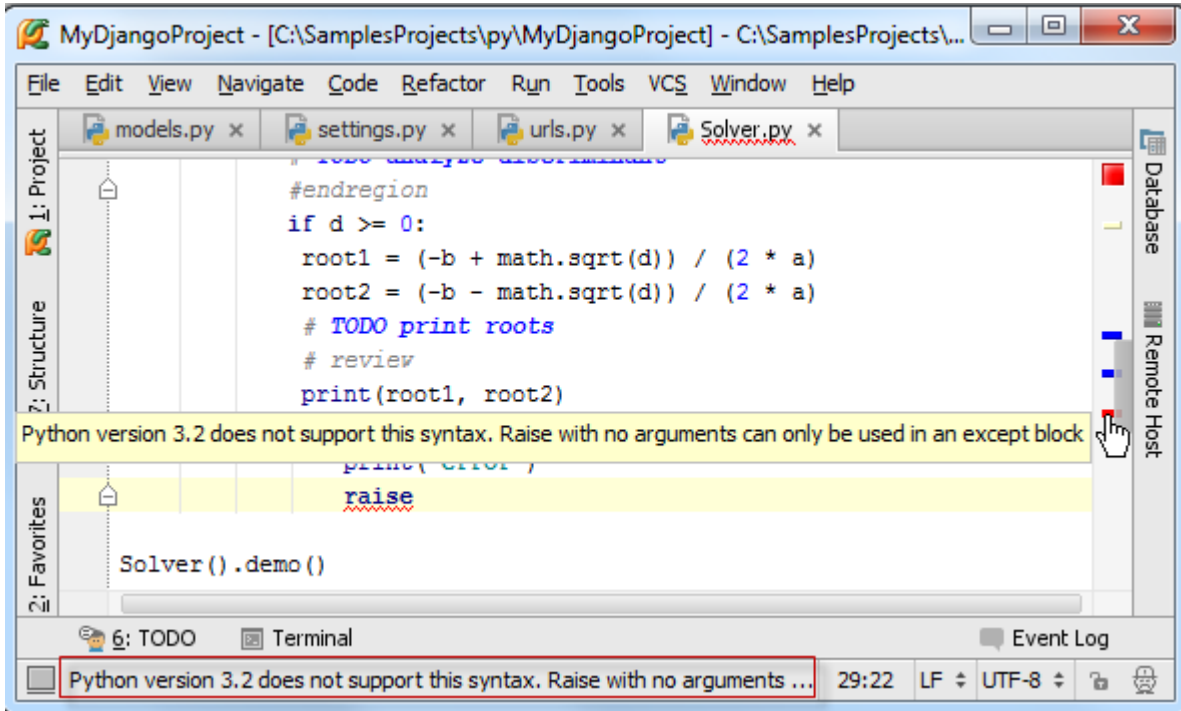 MyDjangoProject - [C:\SamplesProjects\py\MyDjangoProject] - C:\SamplesProjects\...
File Edit View Navigate Code Refactor Run Tools VCS Window Help
models.py settings.py urls.py Solver.py
1: Project
7: Structure
2: Favorites
# TODO analyze discriminant
#endregion
if d >= 0:
root1 = (-b + math.sqrt(d)) / (2 * a)
root2 = (-b - math.sqrt(d)) / (2 * a)
# TODO print roots
# review
print(root1, root2)
Python version 3.2 does not support this syntax. Raise with no arguments can only be used in an except block
print("error")
raise
Solver().demo()
Database
Remote Host
6: TODO Terminal Event Log
Python version 3.2 does not support this syntax. Raise with no arguments ... 29:22 LF UTF-8